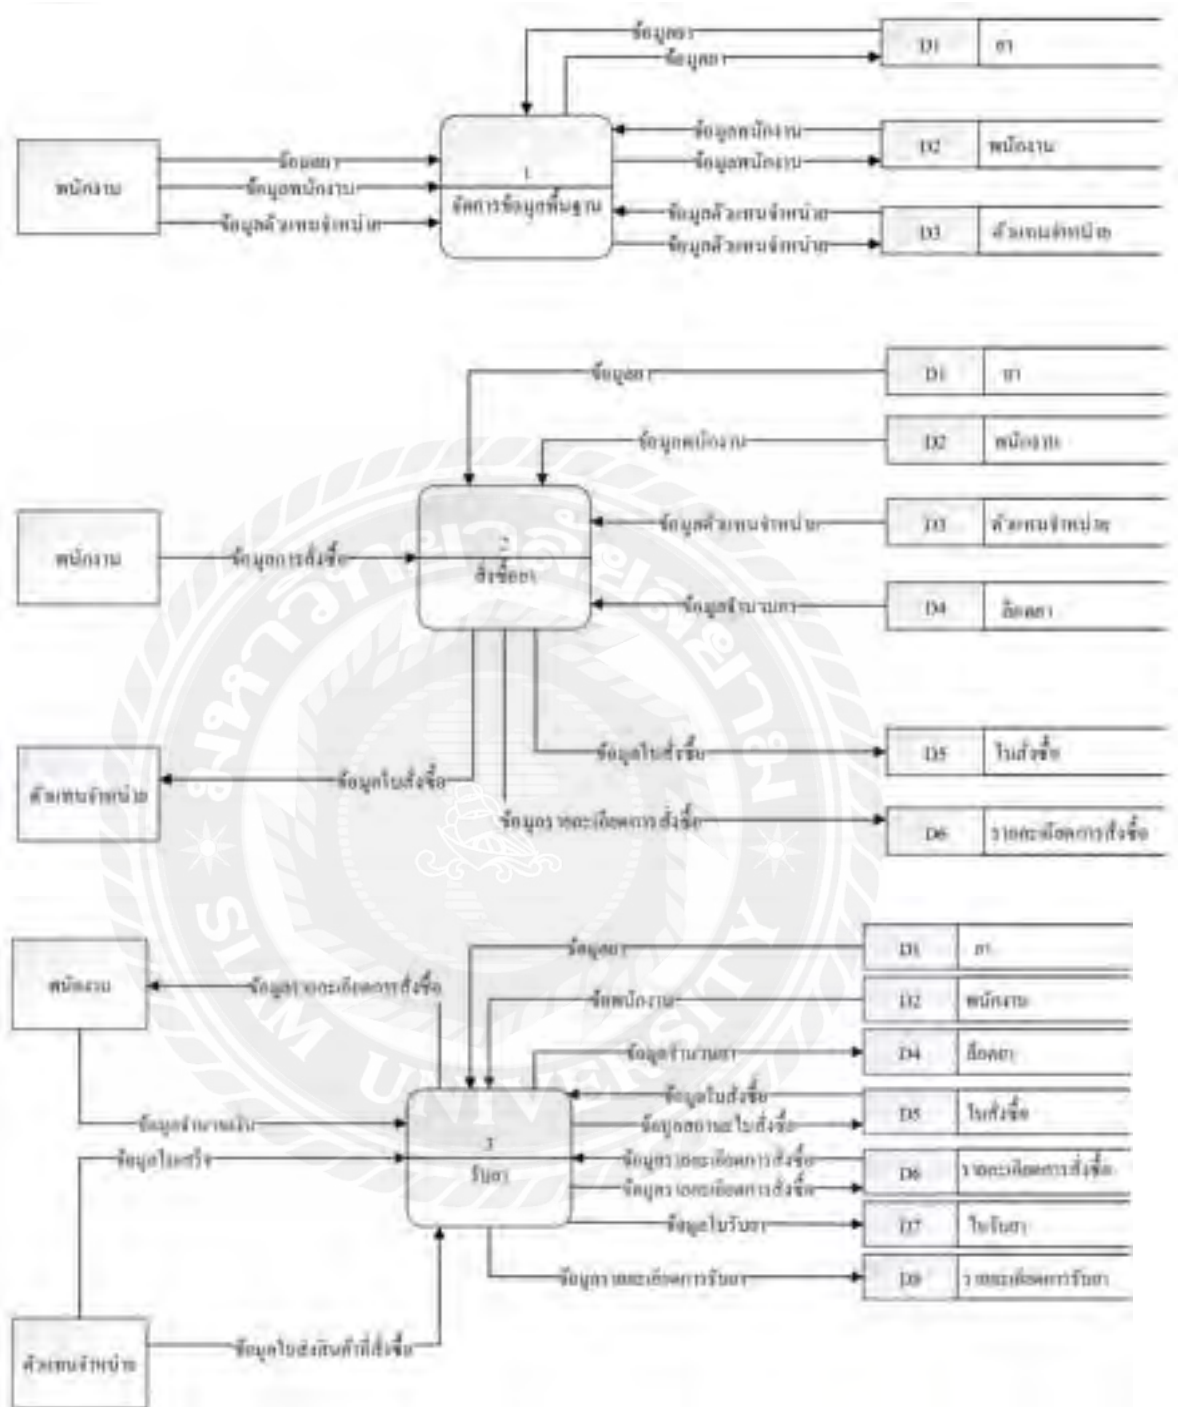 ข้อมูลยา
D1 ยา
ข้อมูลยา
ข้อมูลพนักงาน
D2 พนักงาน
ข้อมูลพนักงาน
พนักงาน
ข้อมูลยา
ข้อมูลพนักงาน
ข้อมูลตัวแทนจำหน่าย
1
จัดการข้อมูลพื้นฐาน
ข้อมูลตัวแทนจำหน่าย
D3 ตัวแทนจำหน่าย
ข้อมูลตัวแทนจำหน่าย
ข้อมูลยา
D1 ยา
ข้อมูลพนักงาน
D2 พนักงาน
ข้อมูลตัวแทนจำหน่าย
D3 ตัวแทนจำหน่าย
พนักงาน
ข้อมูลการสั่งซื้อ
2
สั่งซื้อยา
ข้อมูลจำนวนยา
D4 ล็อตยา
ข้อมูลใบสั่งซื้อ
D5 ใบสั่งซื้อ
ตัวแทนจำหน่าย
ข้อมูลใบสั่งซื้อ
ข้อมูลรายละเอียดการสั่งซื้อ
D6 รายละเอียดการสั่งซื้อ
มหาวิทยาลัยสยาม
SIAM UNIVERSITY
ข้อมูลยา
D1 ยา
พนักงาน
ข้อมูลรายละเอียดการสั่งซื้อ
ข้อพนักงาน
D2 พนักงาน
ข้อมูลจำนวนยา
D4 ล็อตยา
ข้อมูลใบสั่งซื้อ
D5 ใบสั่งซื้อ
ข้อมูลสถานะใบสั่งซื้อ
ข้อมูลจำนวนเงิน
ข้อมูลใบเสร็จ
3
รับยา
ข้อมูลรายละเอียดการสั่งซื้อ
D6 รายละเอียดการสั่งซื้อ
ข้อมูลรายละเอียดการสั่งซื้อ
ข้อมูลใบรับยา
D7 ใบรับยา
ข้อมูลรายละเอียดการรับยา
D8 รายละเอียดการรับยา
ตัวแทนจำหน่าย
ข้อมูลใบส่งสินค้าที่สั่งซื้อ